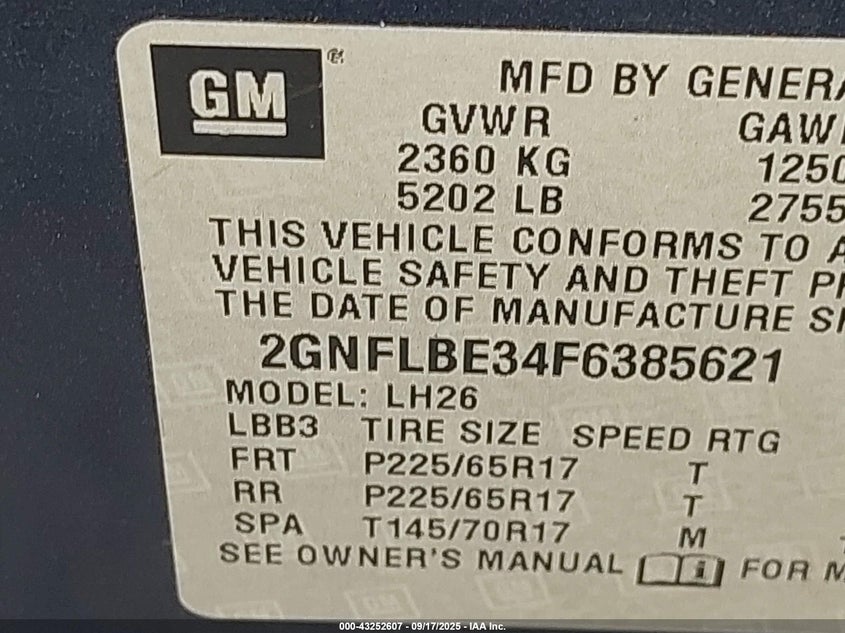 GM
MFD BY GENERA
GVWR GAW
2360 KG 1250
5202 LB 2755
THIS VEHICLE CONFORMS TO A
VEHICLE SAFETY AND THEFT P
THE DATE OF MANUFACTURE S
2GNFLBE34F6385621
MODEL: LH26
LBB3 TIRE SIZE SPEED RTG
FRT P225/65R17 T
RR P225/65R17 T
SPA T145/70R17 M
SEE OWNER'S MANUAL i FOR M
000-43252607 - 09/17/2025 - IAA Inc.